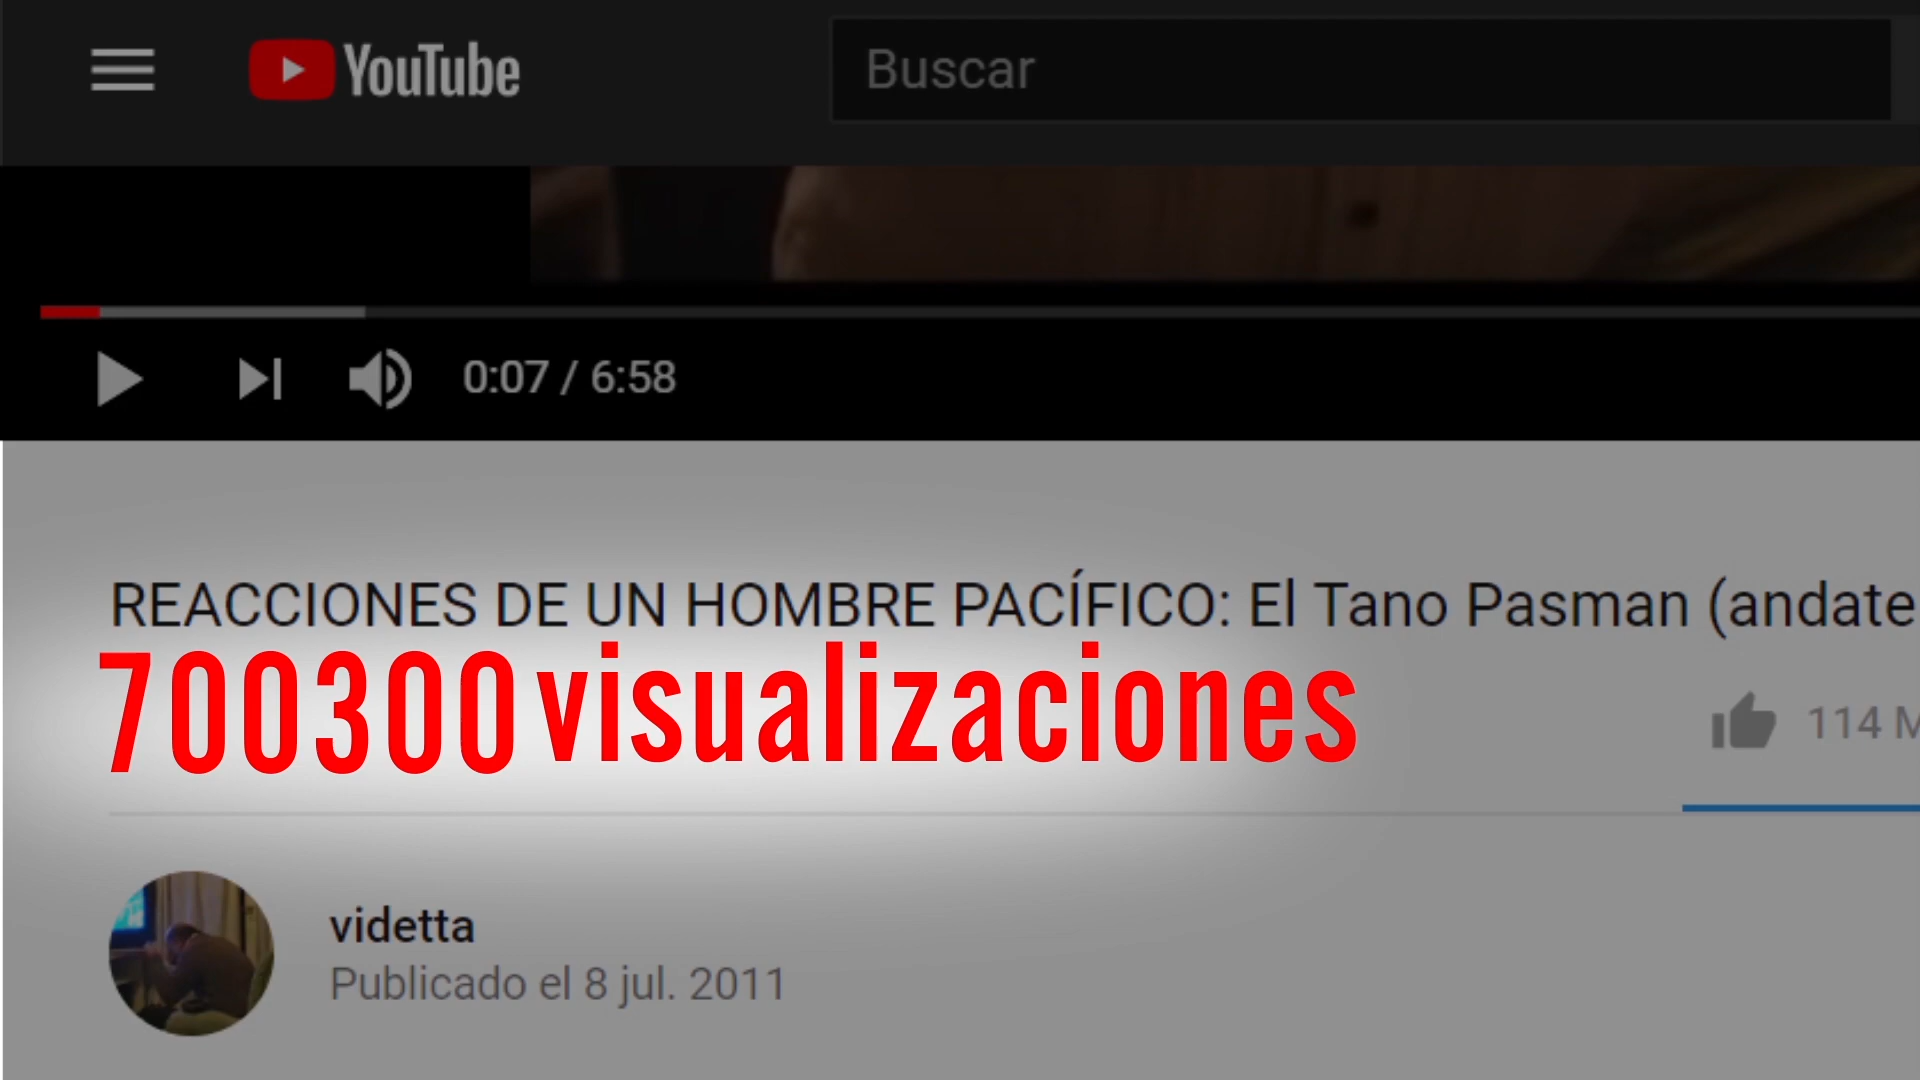 YouTube
Buscar
0:07 / 6:58
REACCIONES DE UN HOMBRE PACÍFICO: El Tano Pasman (andate
700300 visualizaciones
114 M
videtta
Publicado el 8 jul. 2011